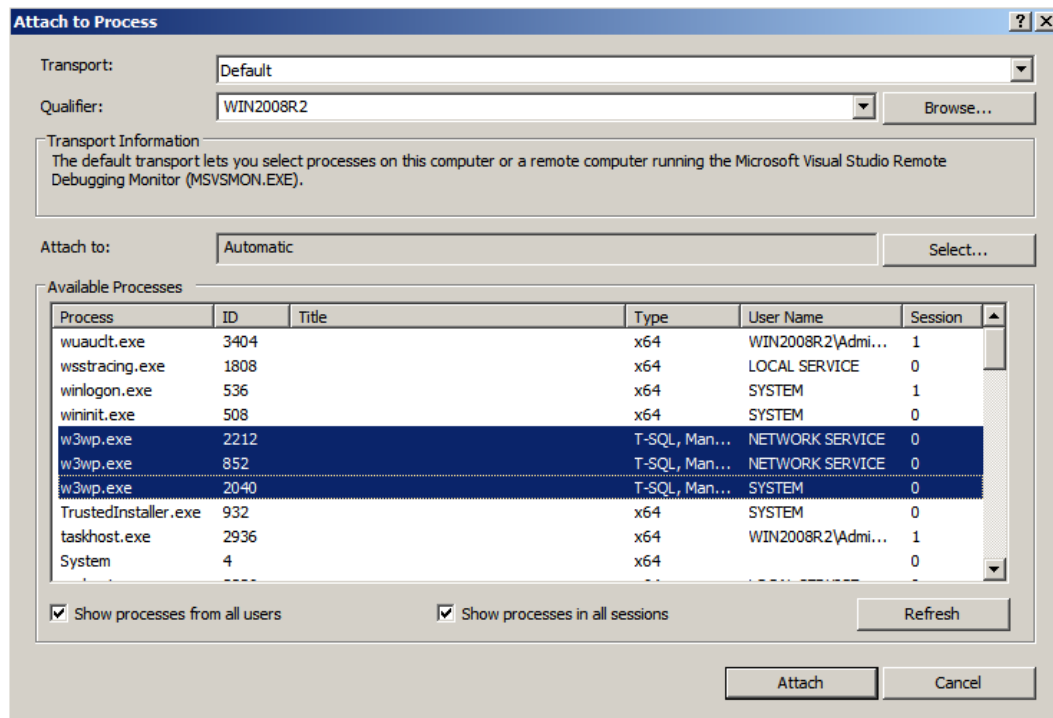 Attach to Process
Transport: Default
Qualifier: WIN2008R2 Browse...
Transport Information
The default transport lets you select processes on this computer or a remote computer running the Microsoft Visual Studio Remote
Debugging Monitor (MSVSMON.EXE).
Attach to: Automatic Select...
Available Processes
Process ID Title Type User Name Session
wuauclt.exe 3404 x64 WIN2008R2\Admi... 1
wsstracing.exe 1808 x64 LOCAL SERVICE 0
winlogon.exe 536 x64 SYSTEM 1
wininit.exe 508 x64 SYSTEM 0
w3wp.exe 2212 T-SQL, Man... NETWORK SERVICE 0
w3wp.exe 852 T-SQL, Man... NETWORK SERVICE 0
w3wp.exe 2040 T-SQL, Man... SYSTEM 0
TrustedInstaller.exe 932 x64 SYSTEM 0
taskhost.exe 2936 x64 WIN2008R2\Admi... 1
System 4 x64 0
Show processes from all users Show processes in all sessions Refresh
Attach Cancel